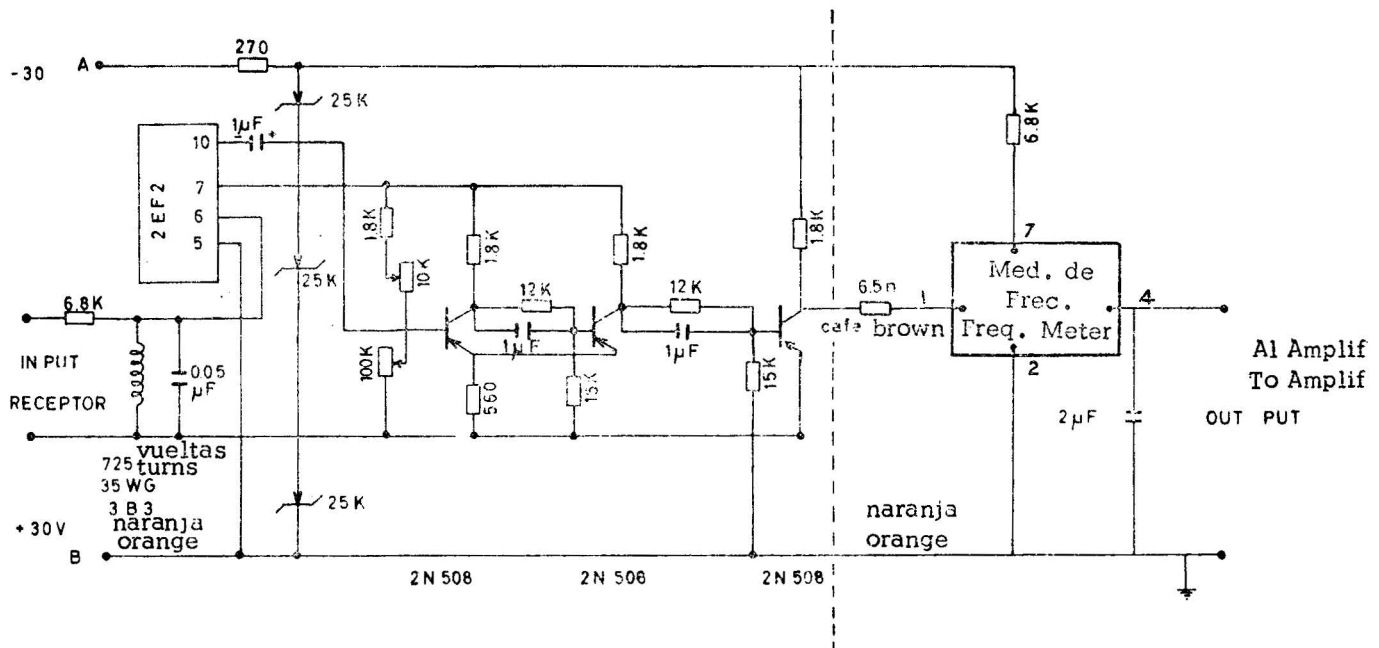 270
-30 A
25K
6.8K
10
1µF
+
7
2EF2
6
5
1.8K
1.8K
1.8K
1.8K
25K
10K
12K
12K
6.8K
7
Med. de
Frec.
Freq. Meter
6.5n
1
4
cafe brown
2
IN PUT
RECEPTOR
0.05
µF
100K
1µF
1µF
560
15K
15K
2µF
Al Amplif
To Amplif
OUT PUT
vueltas
725 turns
35 WG
3 B 3
25K
+30V naranja
orange
B
naranja
orange
2N 508
2N 508